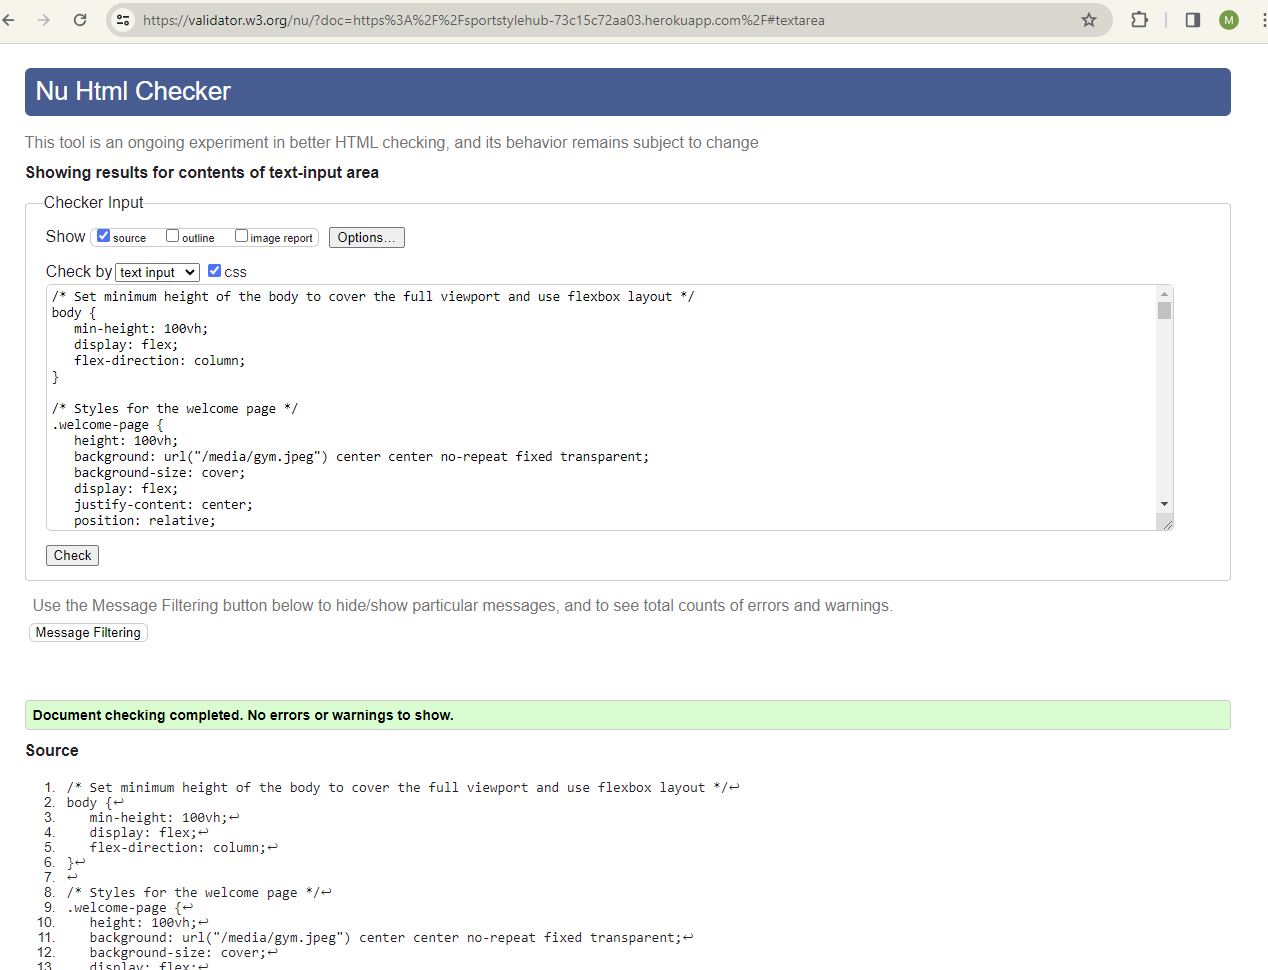 https://validator.w3.org/nu/?doc=https%3A%2F%2Fsportstylehub-73c15c72aa03.herokuapp.com%2F#textarea
M
Nu Html Checker
This tool is an ongoing experiment in better HTML checking, and its behavior remains subject to change
Showing results for contents of text-input area
Checker Input
Show source outline image report Options...
Check by text input css
/* Set minimum height of the body to cover the full viewport and use flexbox layout */
body {
   min-height: 100vh;
   display: flex;
   flex-direction: column;
}
/* Styles for the welcome page */
.welcome-page {
   height: 100vh;
   background: url("/media/gym.jpeg") center center no-repeat fixed transparent;
   background-size: cover;
   display: flex;
   justify-content: center;
   position: relative;
Check
Use the Message Filtering button below to hide/show particular messages, and to see total counts of errors and warnings.
Message Filtering
Document checking completed. No errors or warnings to show.
Source
1. /* Set minimum height of the body to cover the full viewport and use flexbox layout */↩
2. body {↩
3.    min-height: 100vh;↩
4.    display: flex;↩
5.    flex-direction: column;↩
6. }↩
7. ↩
8. /* Styles for the welcome page */↩
9. .welcome-page {↩
10.    height: 100vh;↩
11.    background: url("/media/gym.jpeg") center center no-repeat fixed transparent;↩
12.    background-size: cover;↩
13.    display: flex;↩